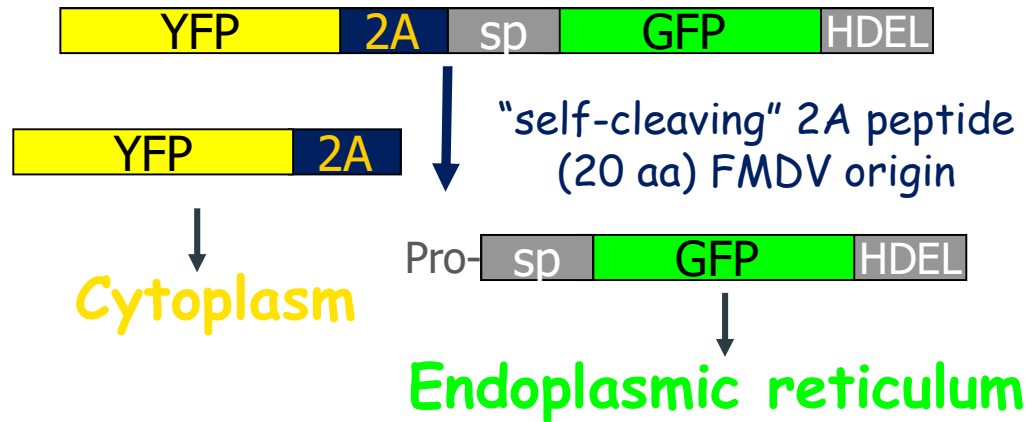 YFP 2A sp GFP HDEL
"self-cleaving" 2A peptide
(20 aa) FMDV origin
YFP 2A
Pro- sp GFP HDEL
Cytoplasm
Endoplasmic reticulum